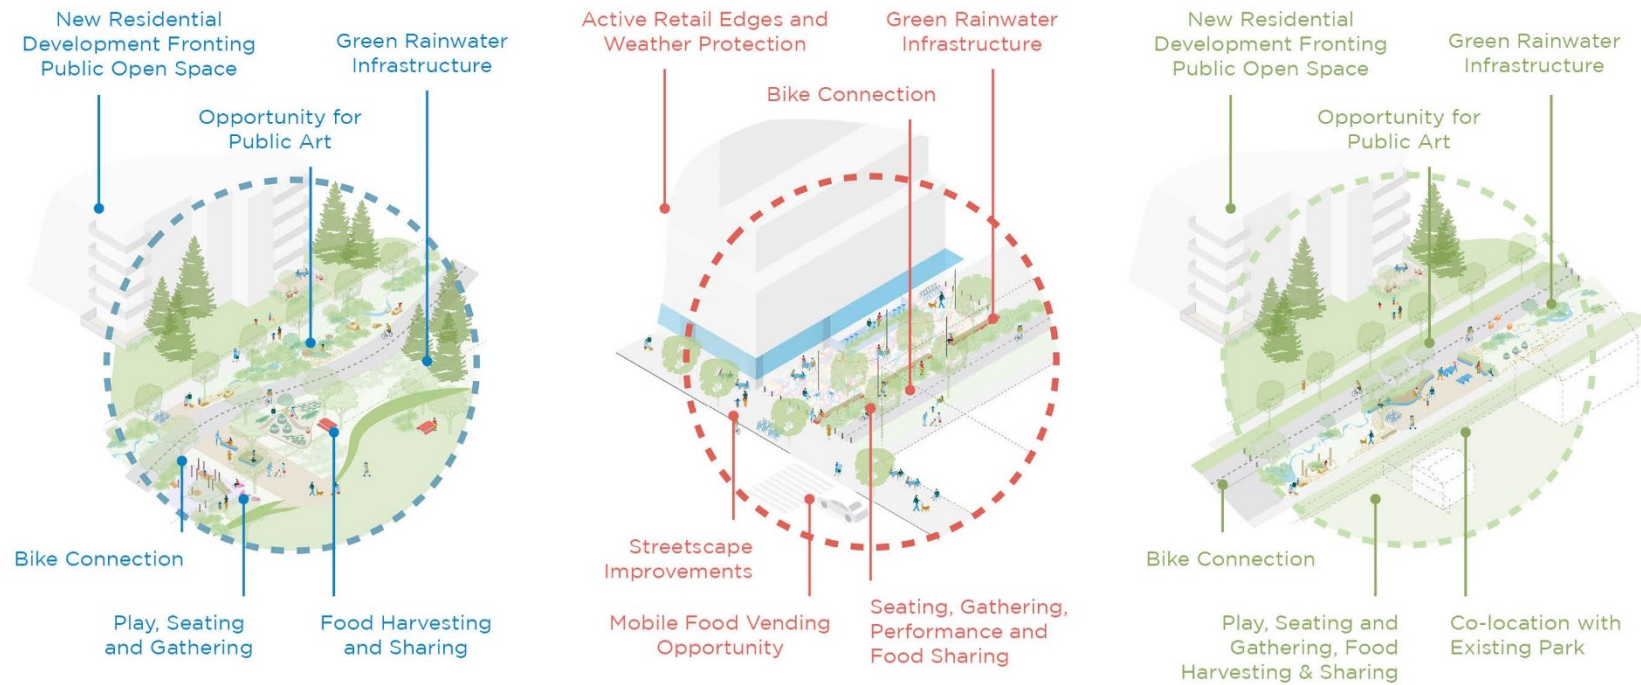 New Residential
Development Fronting
Public Open Space
Green Rainwater
Infrastructure
Opportunity for
Public Art
Bike Connection
Play, Seating
and Gathering
Food Harvesting
and Sharing
Active Retail Edges and
Weather Protection
Green Rainwater
Infrastructure
Bike Connection
Streetscape
Improvements
Mobile Food Vending
Opportunity
Seating, Gathering,
Performance and
Food Sharing
New Residential
Development Fronting
Public Open Space
Green Rainwater
Infrastructure
Opportunity for
Public Art
Bike Connection
Play, Seating and
Gathering, Food
Harvesting & Sharing
Co-location with
Existing Park